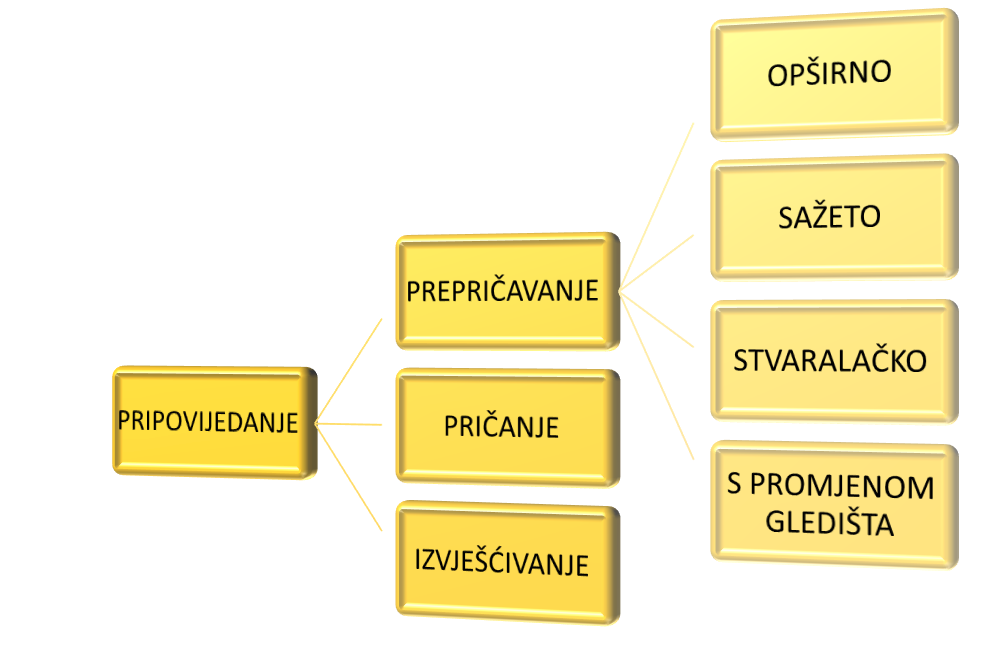 PRIPOVIJEDANJE
PREPRIČAVANJE
PRIČANJE
IZVJEŠĆIVANJE
OPŠIRNO
SAŽETO
STVARALAČKO
S PROMJENOM
GLEDIŠTA